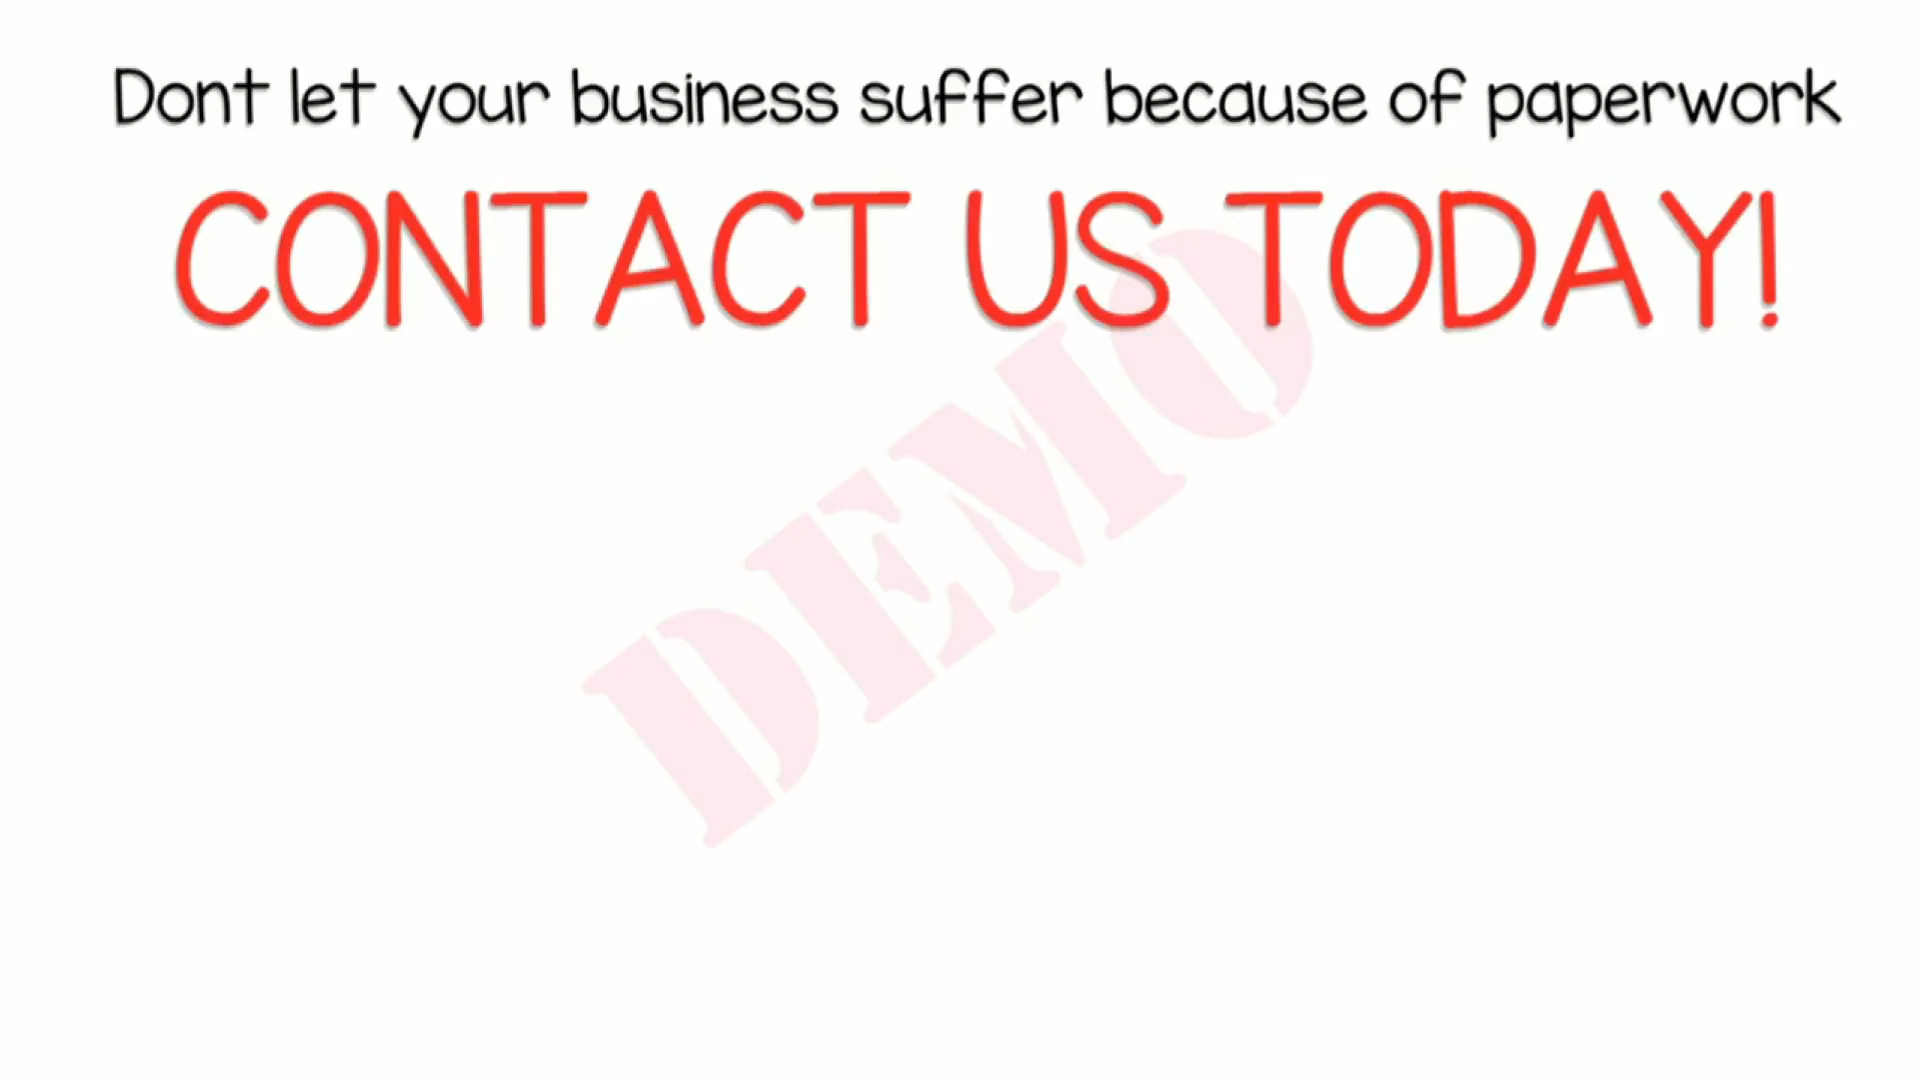 Dont let your business suffer because of paperwork
CONTACT US TODAY!
DEMO